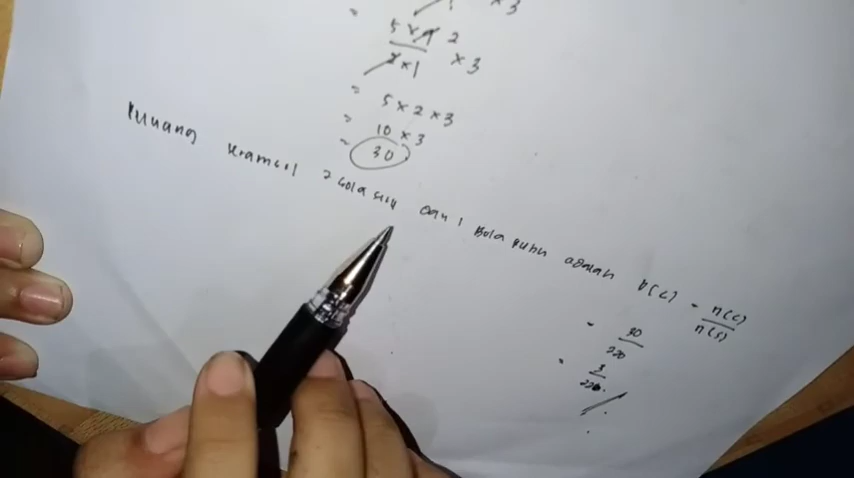 × 3
= 5 × 4 2
2 × 1 × 3
= 5 × 2 × 3
= 10 × 3
= 30
Peluang terambil 2 bola biru dan 1 bola putih adalah P(C) = n(C)
n(S)
= 30
220
= 3
22